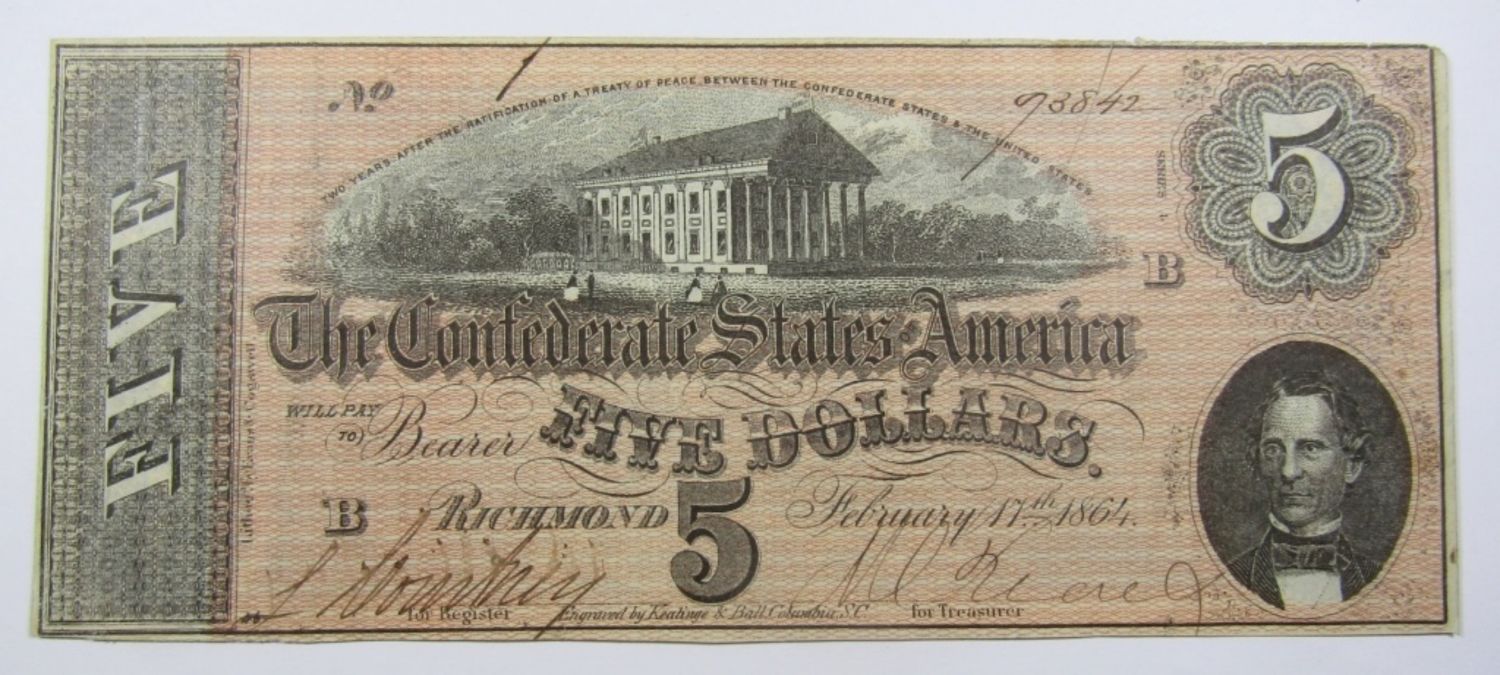 No 93842
TWO YEARS AFTER THE RATIFICATION OF A TREATY OF PEACE BETWEEN THE CONFEDERATE STATES & THE UNITED STATES
5
SERIES
B
FIVE
The Confederate States America
WILL PAY
TO
Bearer
FIVE DOLLARS.
B
RICHMOND
5
February 17th 1864.
for Register
Engraved by Keatinge & Ball, Columbia, S.C.
for Treasurer